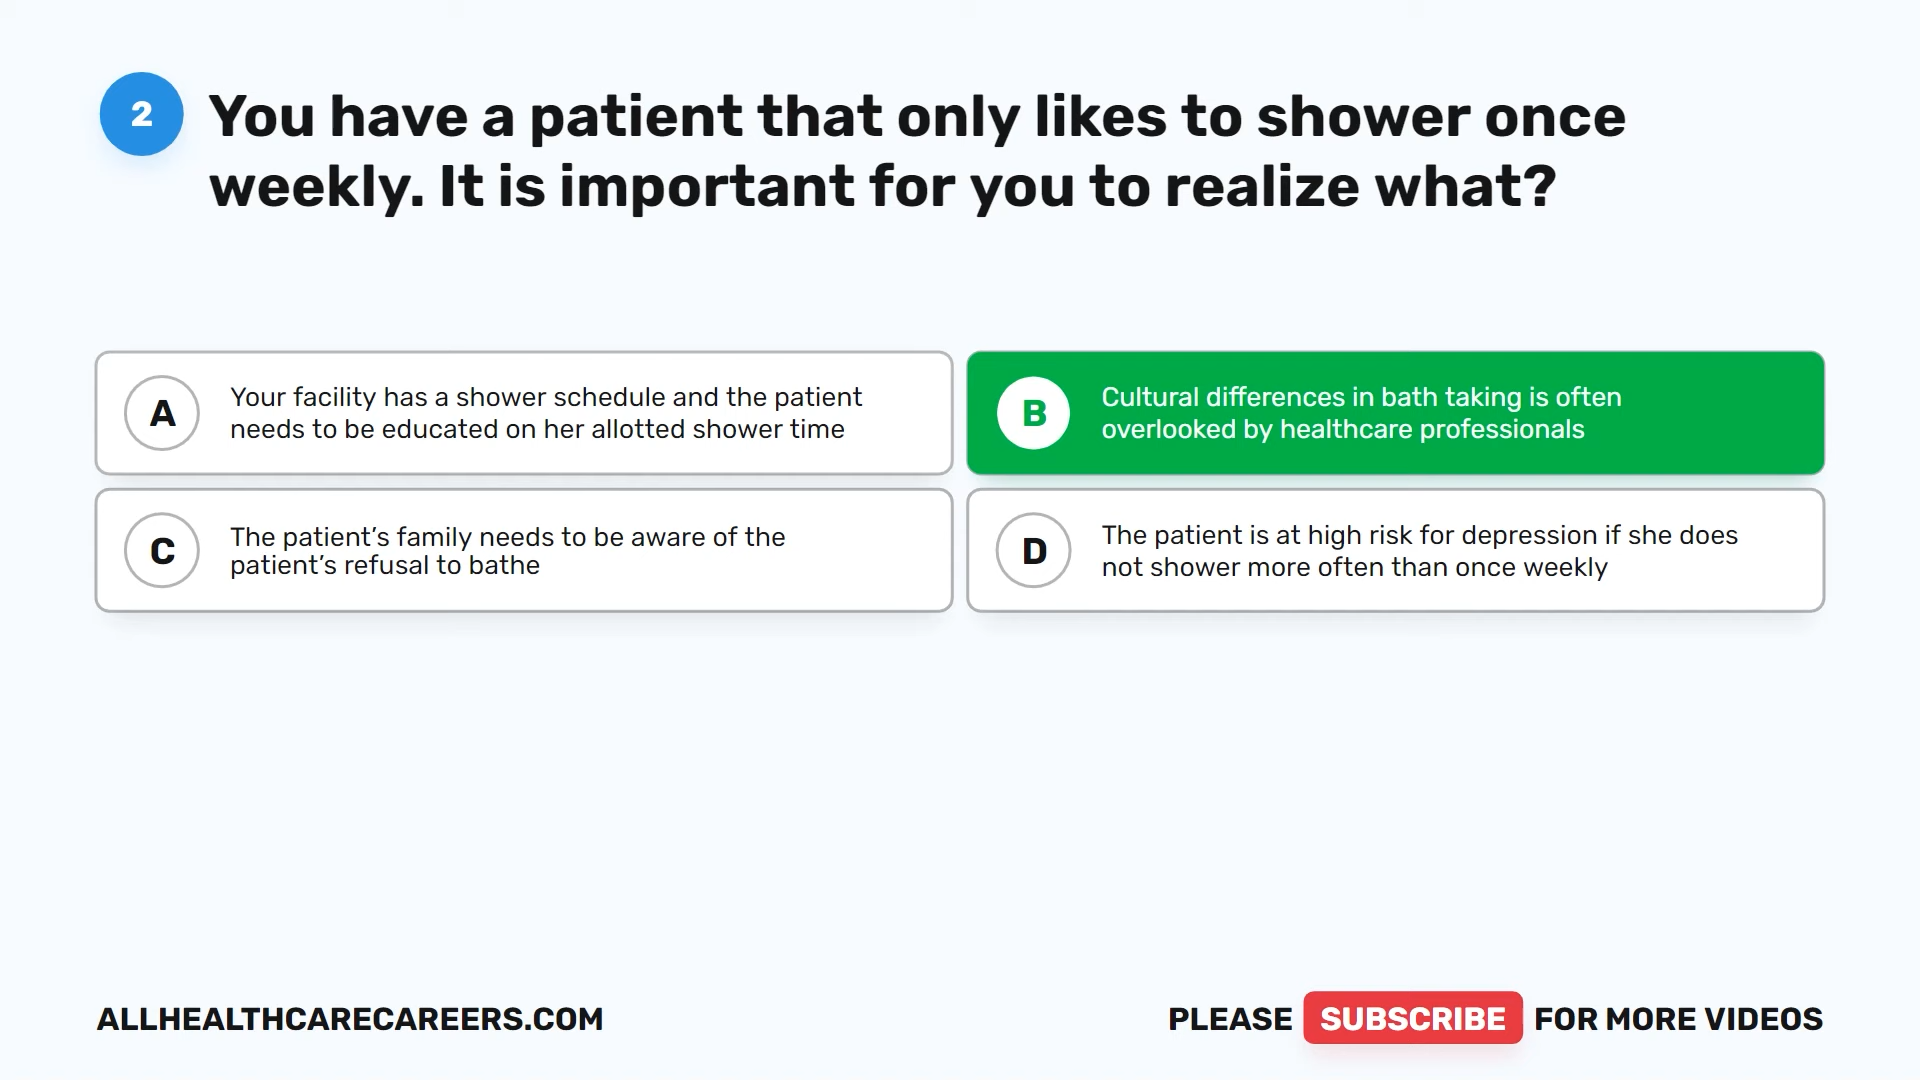 2
You have a patient that only likes to shower once
weekly. It is important for you to realize what?
A
Your facility has a shower schedule and the patient
needs to be educated on her allotted shower time
B
Cultural differences in bath taking is often
overlooked by healthcare professionals
C
The patient’s family needs to be aware of the
patient’s refusal to bathe
D
The patient is at high risk for depression if she does
not shower more often than once weekly
ALLHEALTHCARECAREERS.COM
PLEASE SUBSCRIBE FOR MORE VIDEOS